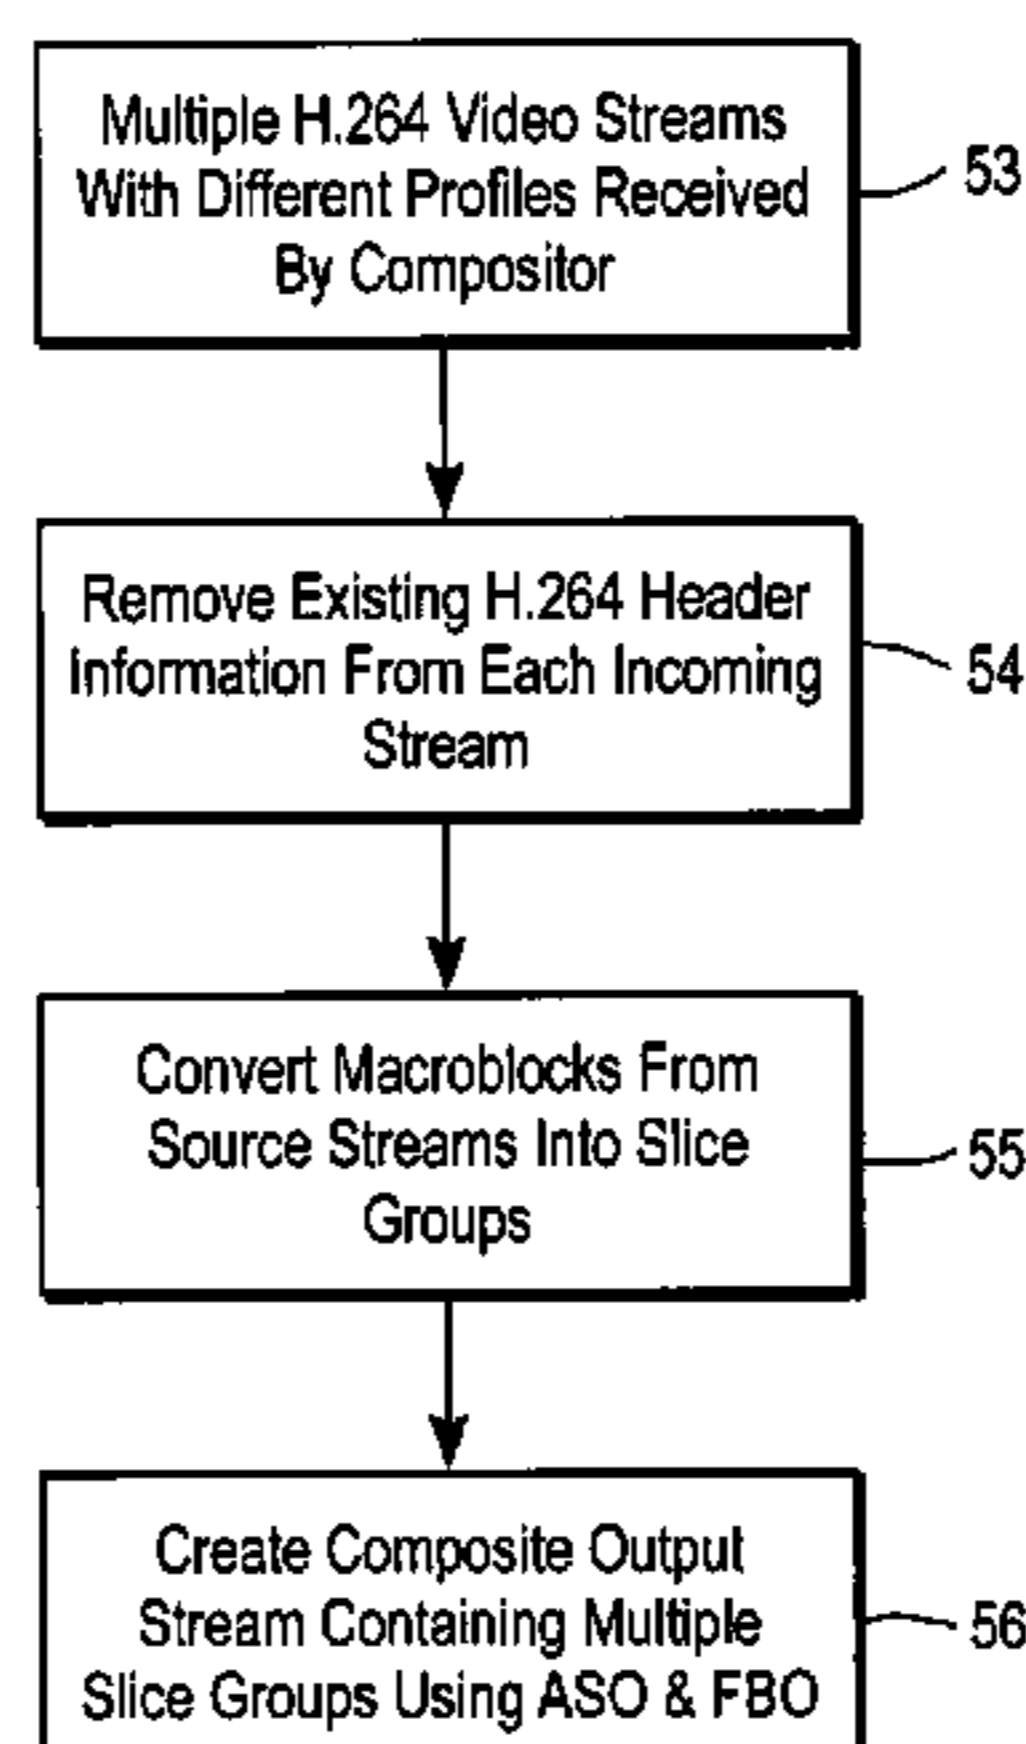 Multiple H.264 Video Streams
With Different Profiles Received
By Compositor
53
Remove Existing H.264 Header
Information From Each Incoming
Stream
54
Convert Macroblocks From
Source Streams Into Slice
Groups
55
Create Composite Output
Stream Containing Multiple
Slice Groups Using ASO & FBO
56